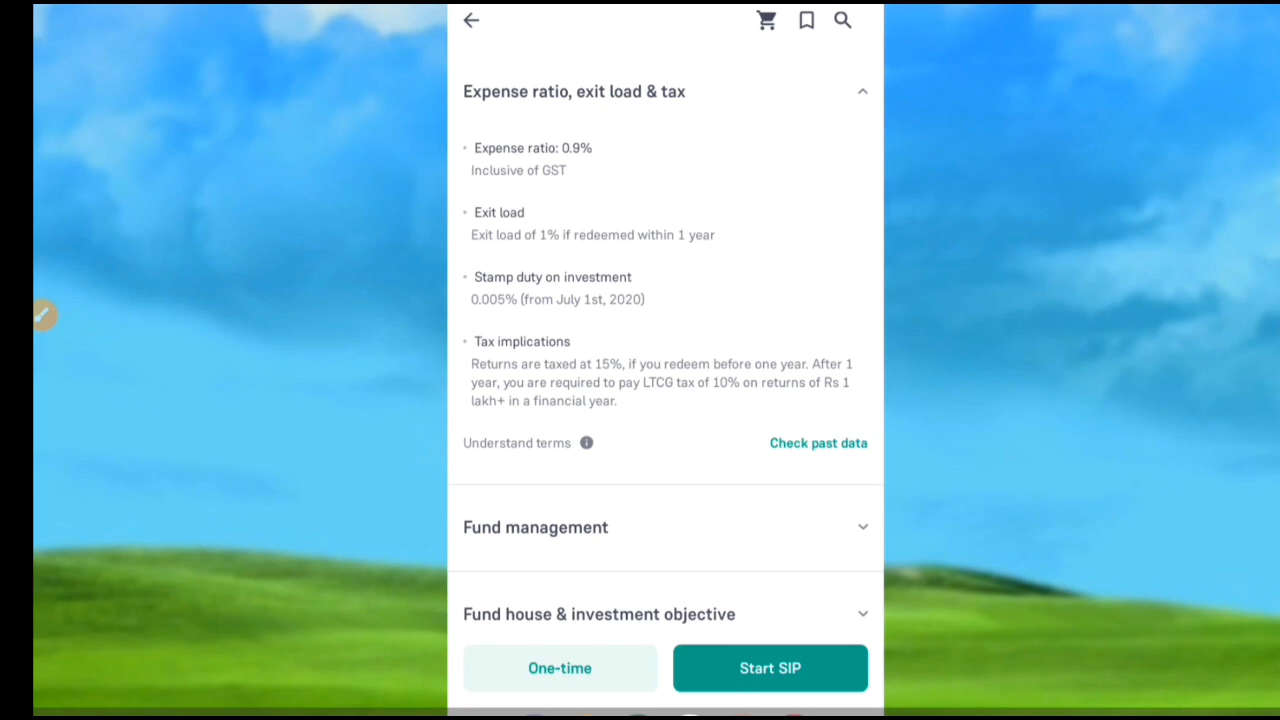 Expense ratio, exit load & tax
Expense ratio: 0.9%
Inclusive of GST
Exit load
Exit load of 1% if redeemed within 1 year
Stamp duty on investment
0.005% (from July 1st, 2020)
Tax implications
Returns are taxed at 15%, if you redeem before one year. After 1
year, you are required to pay LTCG tax of 10% on returns of Rs 1
lakh+ in a financial year.
Understand terms
Check past data
Fund management
Fund house & investment objective
One-time
Start SIP